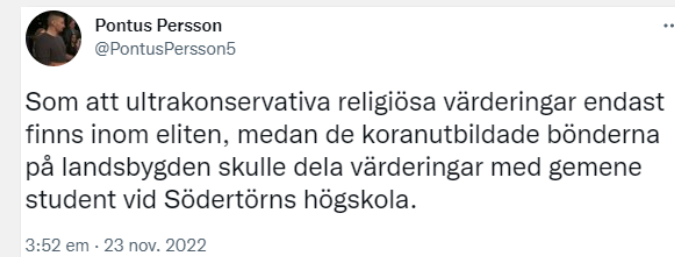 Pontus Persson
@PontusPersson5
Som att ultrakonservativa religiösa värderingar endast
finns inom eliten, medan de koranutbildade bönderna
på landsbygden skulle dela värderingar med gemene
student vid Södertörns högskola.
3:52 em · 23 nov. 2022